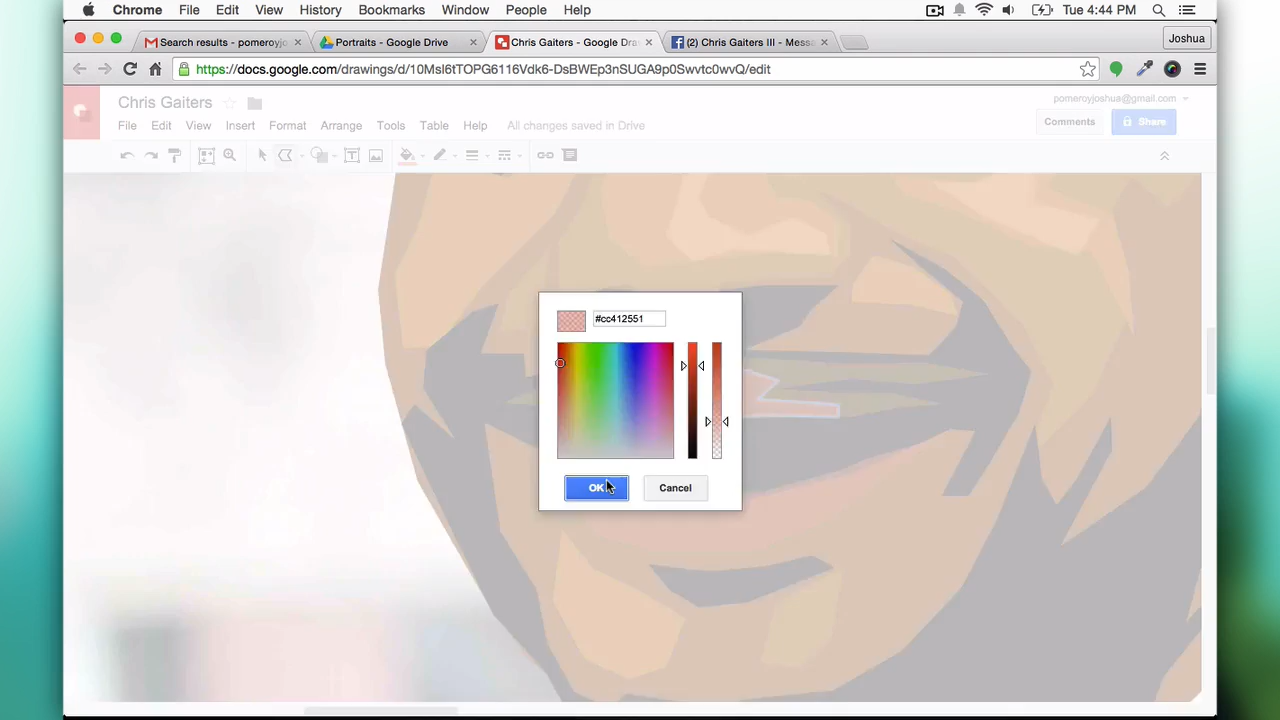 Chrome File Edit View History Bookmarks Window People Help Tue 4:44 PM
Search results - pomeroyj Portraits - Google Drive Chris Gaiters - Google Dra (2) Chris Gaiters III - Messa Joshua
https://docs.google.com/drawings/d/10Msl6tTOPG6116Vdk6-DsBWEp3nSUGA9p0Swvtc0wvQ/edit
Chris Gaiters pomeroyjoshua@gmail.com
File Edit View Insert Format Arrange Tools Table Help All changes saved in Drive Comments Share
#cc412551
OK Cancel